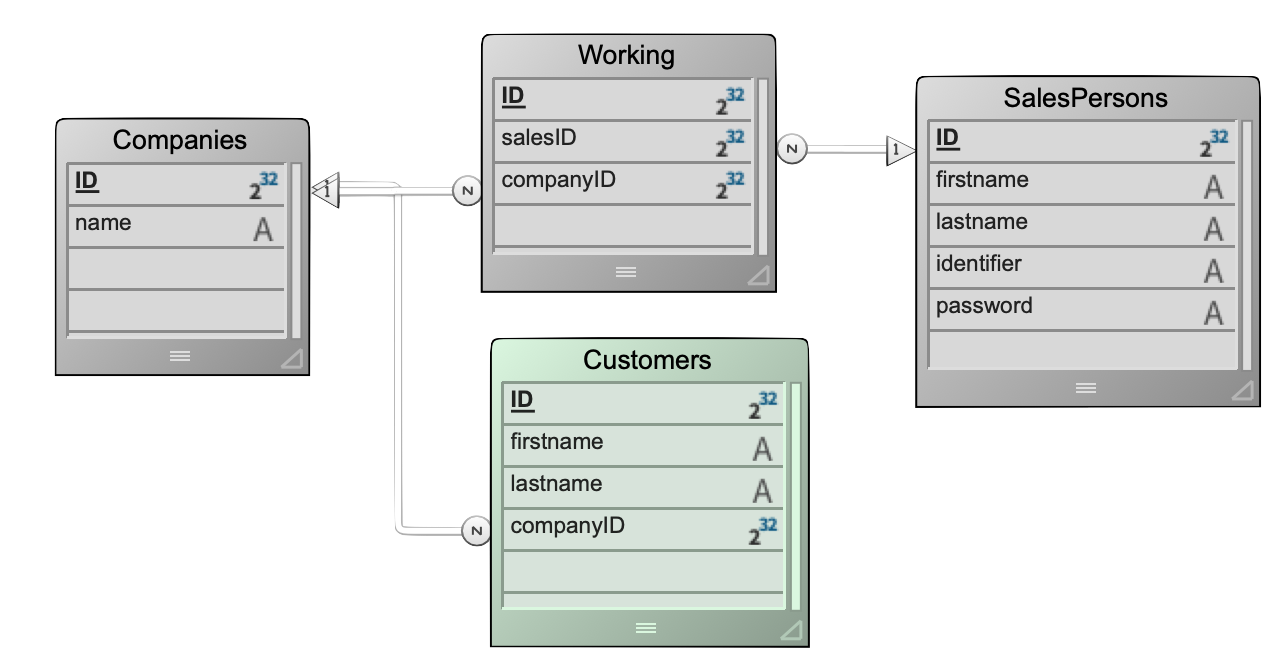 Companies
ID 2^32
name A
1
N
Working
ID 2^32
salesID 2^32
companyID 2^32
N
1
SalesPersons
ID 2^32
firstname A
lastname A
identifier A
password A
Customers
ID 2^32
firstname A
lastname A
companyID 2^32
N